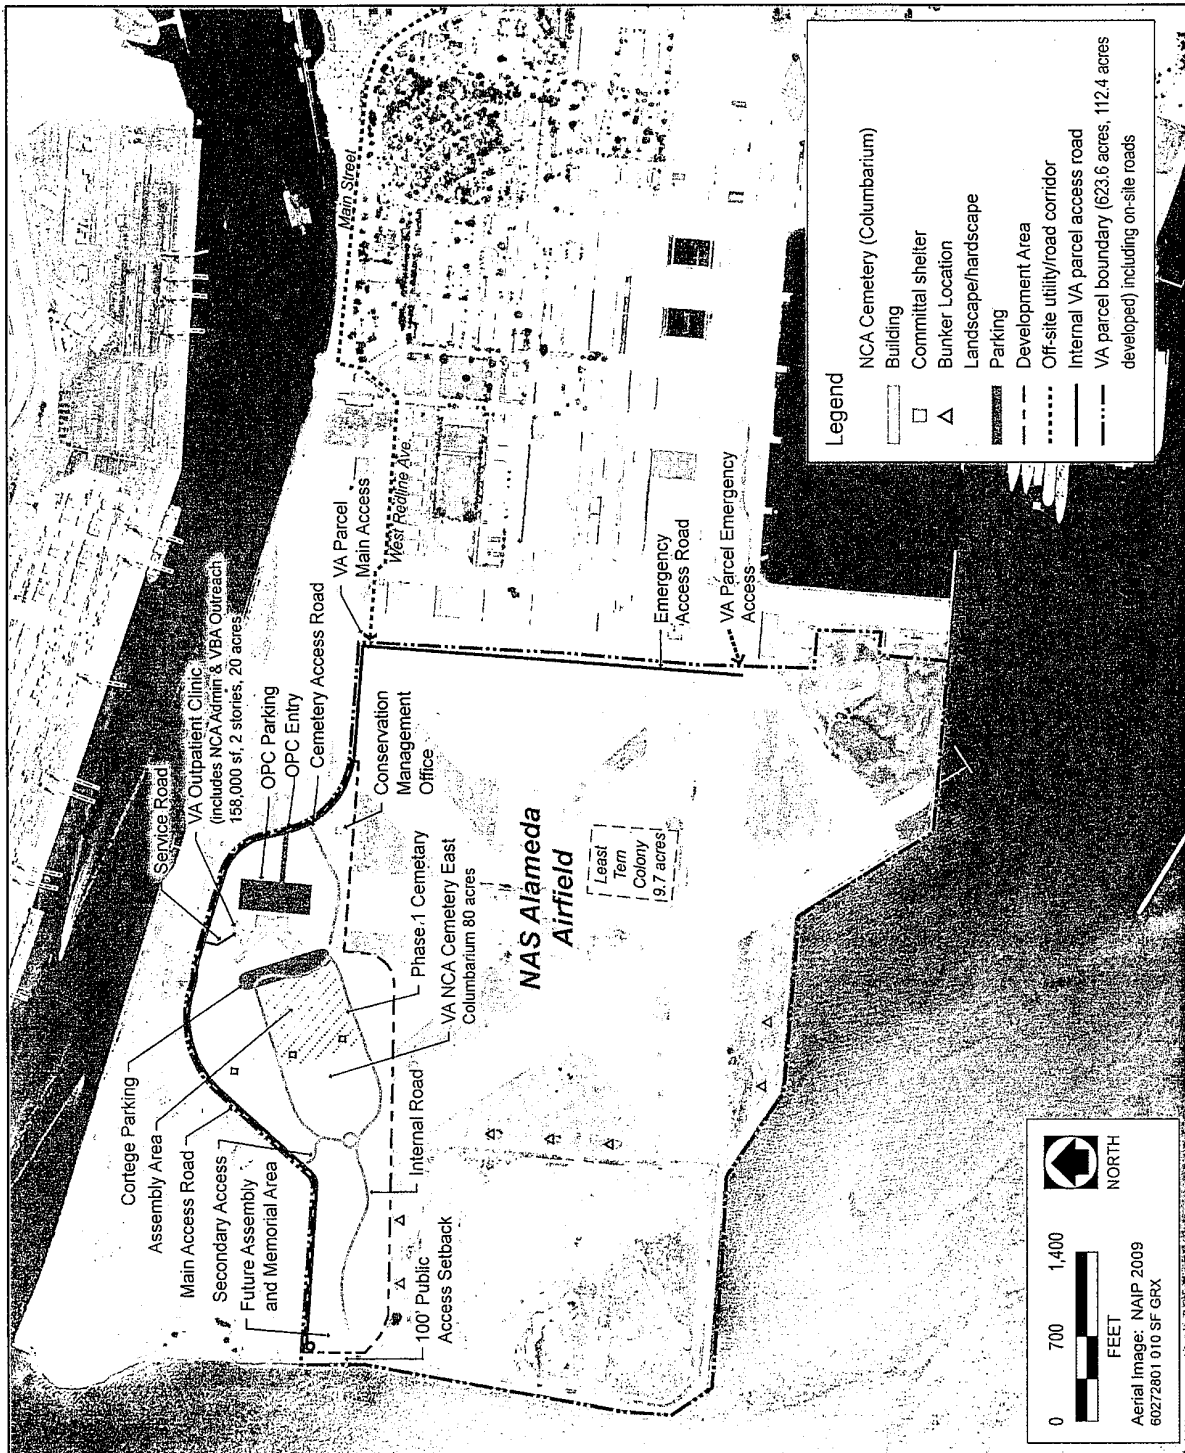 Main Street
West Redline Ave.
Service Road
VA Outpatient Clinic
(includes NCA Admin & VBA Outreach
158,000 sf, 2 stories, 20 acres
OPC Parking
OPC Entry
Cemetery Access Road
VA Parcel
Main Access
Cortege Parking
Assembly Area
Main Access Road
Secondary Access
Future Assembly
and Memorial Area
Conservation
Management
Office
Phase 1 Cemetary
VA NCA Cemetery East
Columbarium 80 acres
Internal Road
100' Public
Access Setback
NAS Alameda
Airfield
Least
Tern
Colony
9.7 acres
Emergency
Access Road
VA Parcel Emergency
Access
Legend
NCA Cemetery (Columbarium)
Building
Committal shelter
Bunker Location
Landscape/hardscape
Parking
Development Area
Off-site utility/road corridor
Internal VA parcel access road
VA parcel boundary (623.6 acres, 112.4 acres
developed) including on-site roads
0 700 1,400
FEET
NORTH
Aerial Image: NAIP 2009
60272801 010 SF GRX